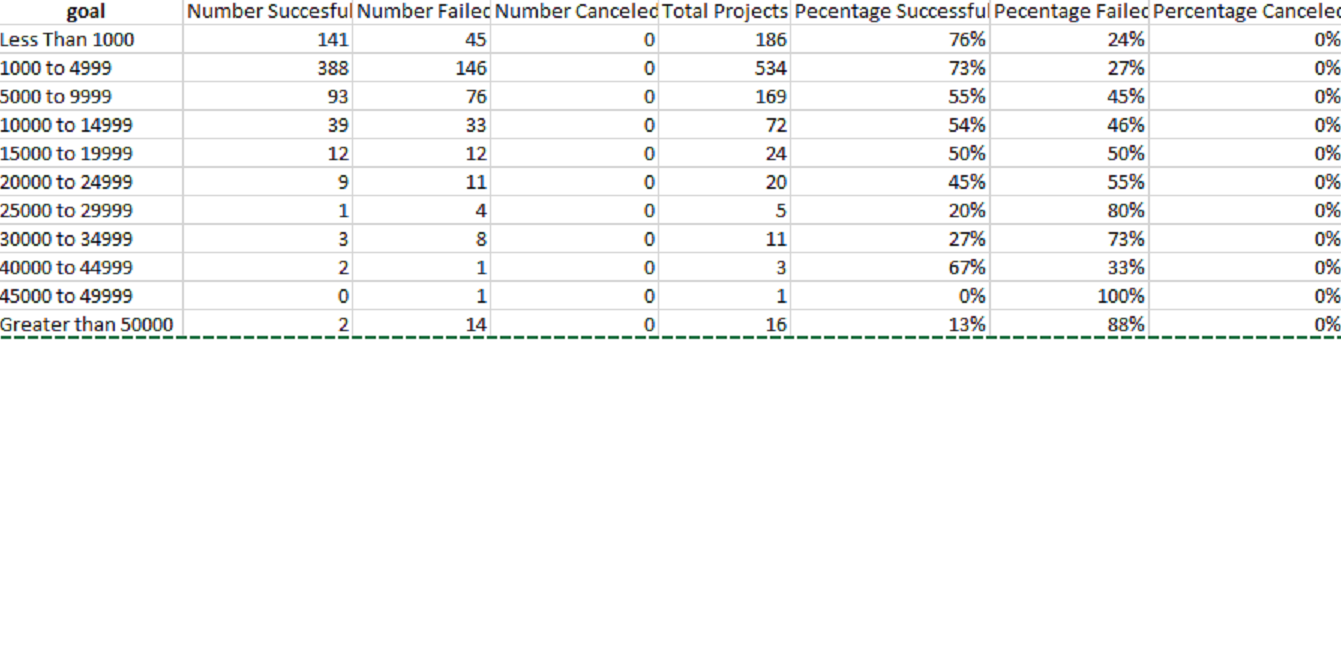 goal Number Succesful Number Failed Number Canceled Total Projects Pecentage Successful Pecentage Failed Percentage Canceled
Less Than 1000 141 45 0 186 76% 24% 0%
1000 to 4999 388 146 0 534 73% 27% 0%
5000 to 9999 93 76 0 169 55% 45% 0%
10000 to 14999 39 33 0 72 54% 46% 0%
15000 to 19999 12 12 0 24 50% 50% 0%
20000 to 24999 9 11 0 20 45% 55% 0%
25000 to 29999 1 4 0 5 20% 80% 0%
30000 to 34999 3 8 0 11 27% 73% 0%
40000 to 44999 2 1 0 3 67% 33% 0%
45000 to 49999 0 1 0 1 0% 100% 0%
Greater than 50000 2 14 0 16 13% 88% 0%